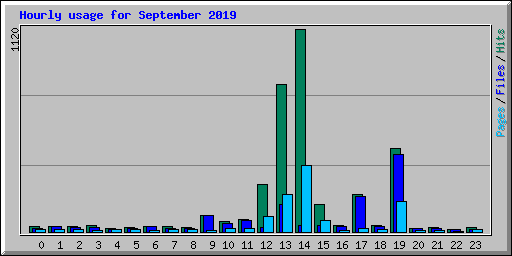 Hourly usage for September 2019
1120
Pages/Files/Hits
0 1 2 3 4 5 6 7 8 9 10 11 12 13 14 15 16 17 18 19 20 21 22 23